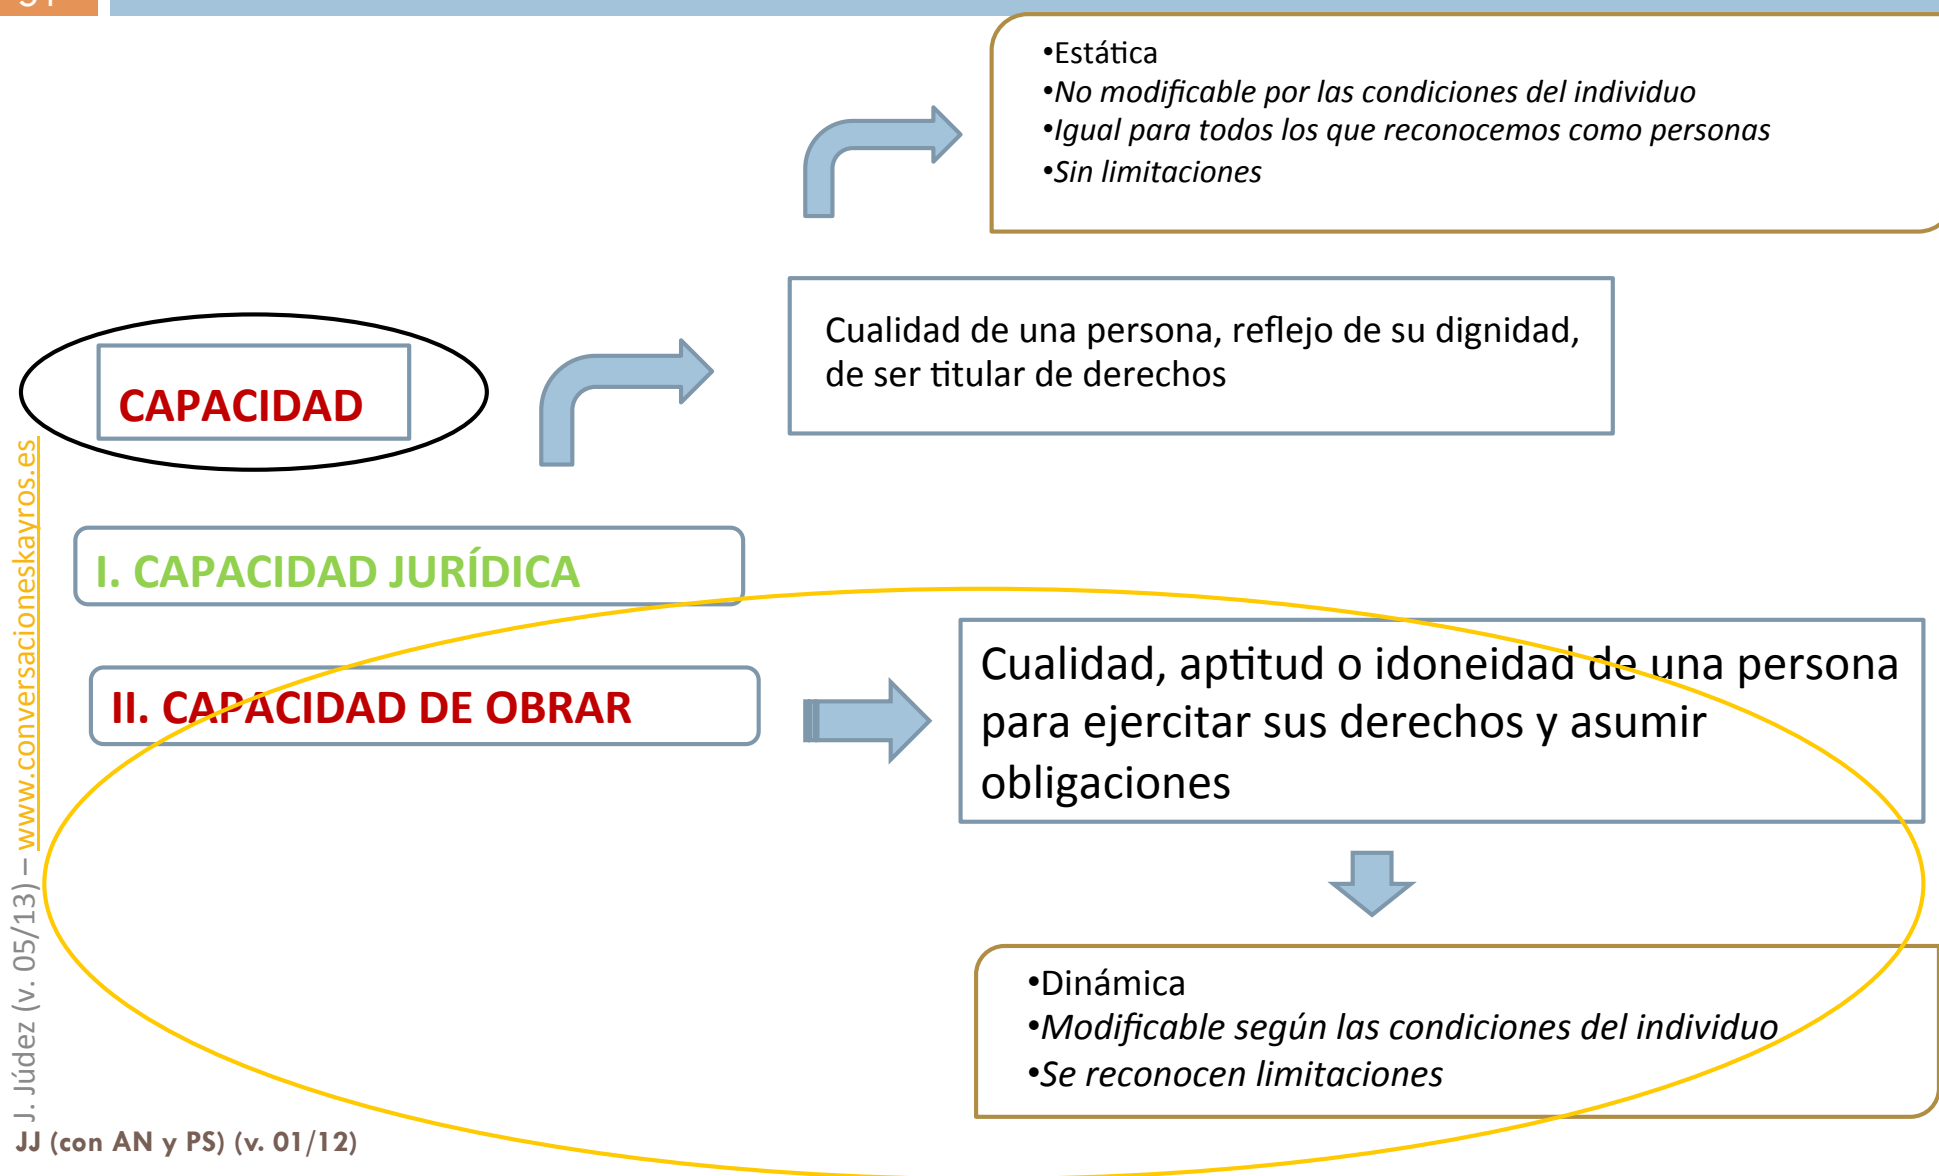 •Estática
•No modificable por las condiciones del individuo
•Igual para todos los que reconocemos como personas
•Sin limitaciones
Cualidad de una persona, reflejo de su dignidad,
de ser titular de derechos
CAPACIDAD
I. CAPACIDAD JURÍDICA
II. CAPACIDAD DE OBRAR
Cualidad, aptitud o idoneidad de una persona
para ejercitar sus derechos y asumir
obligaciones
•Dinámica
•Modificable según las condiciones del individuo
•Se reconocen limitaciones
J. Júdez (v. 05/13) – www.conversacioneskayros.es
JJ (con AN y PS) (v. 01/12)